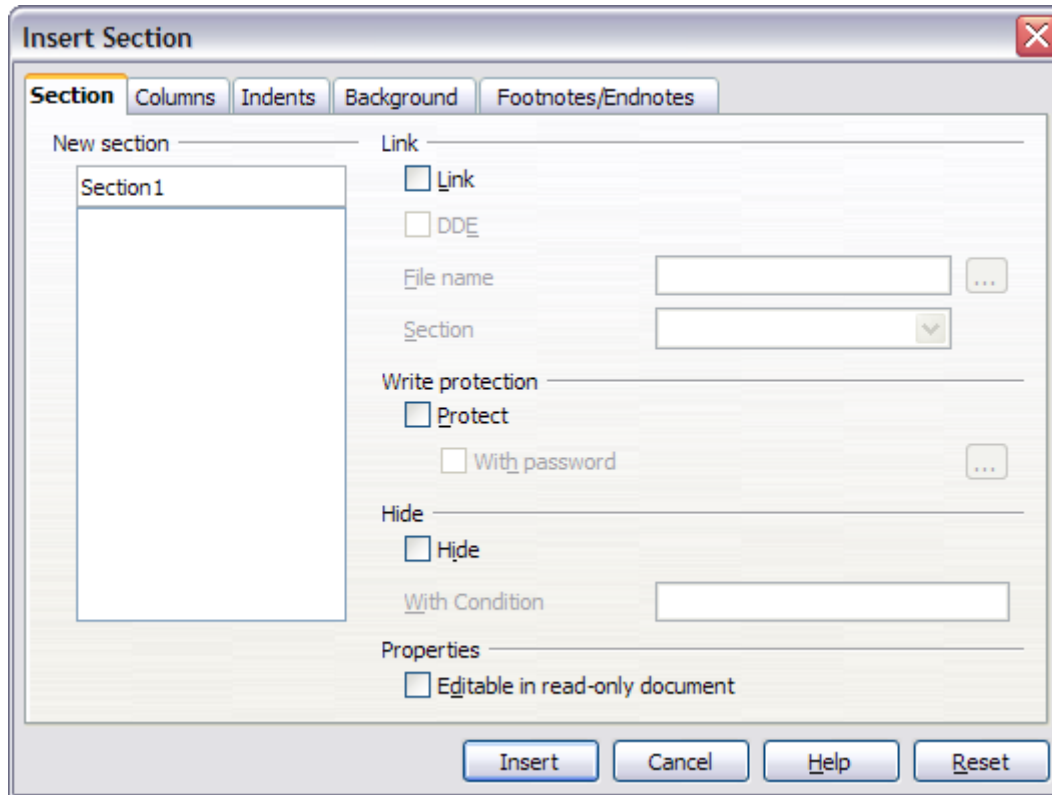 Insert Section
Section Columns Indents Background Footnotes/Endnotes
New section
Section1
Link
Link
DDE
File name ...
Section
Write protection
Protect
With password ...
Hide
Hide
With Condition
Properties
Editable in read-only document
Insert Cancel Help Reset